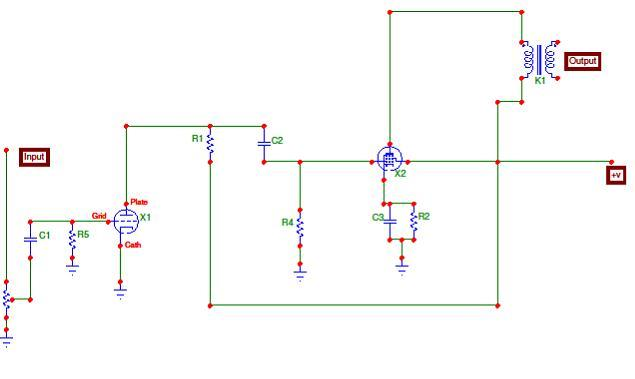 Output
K1
R1
C2
Input
X2
+v
Plate
Grid
X1
C3
R2
R4
C1
R5
Cath